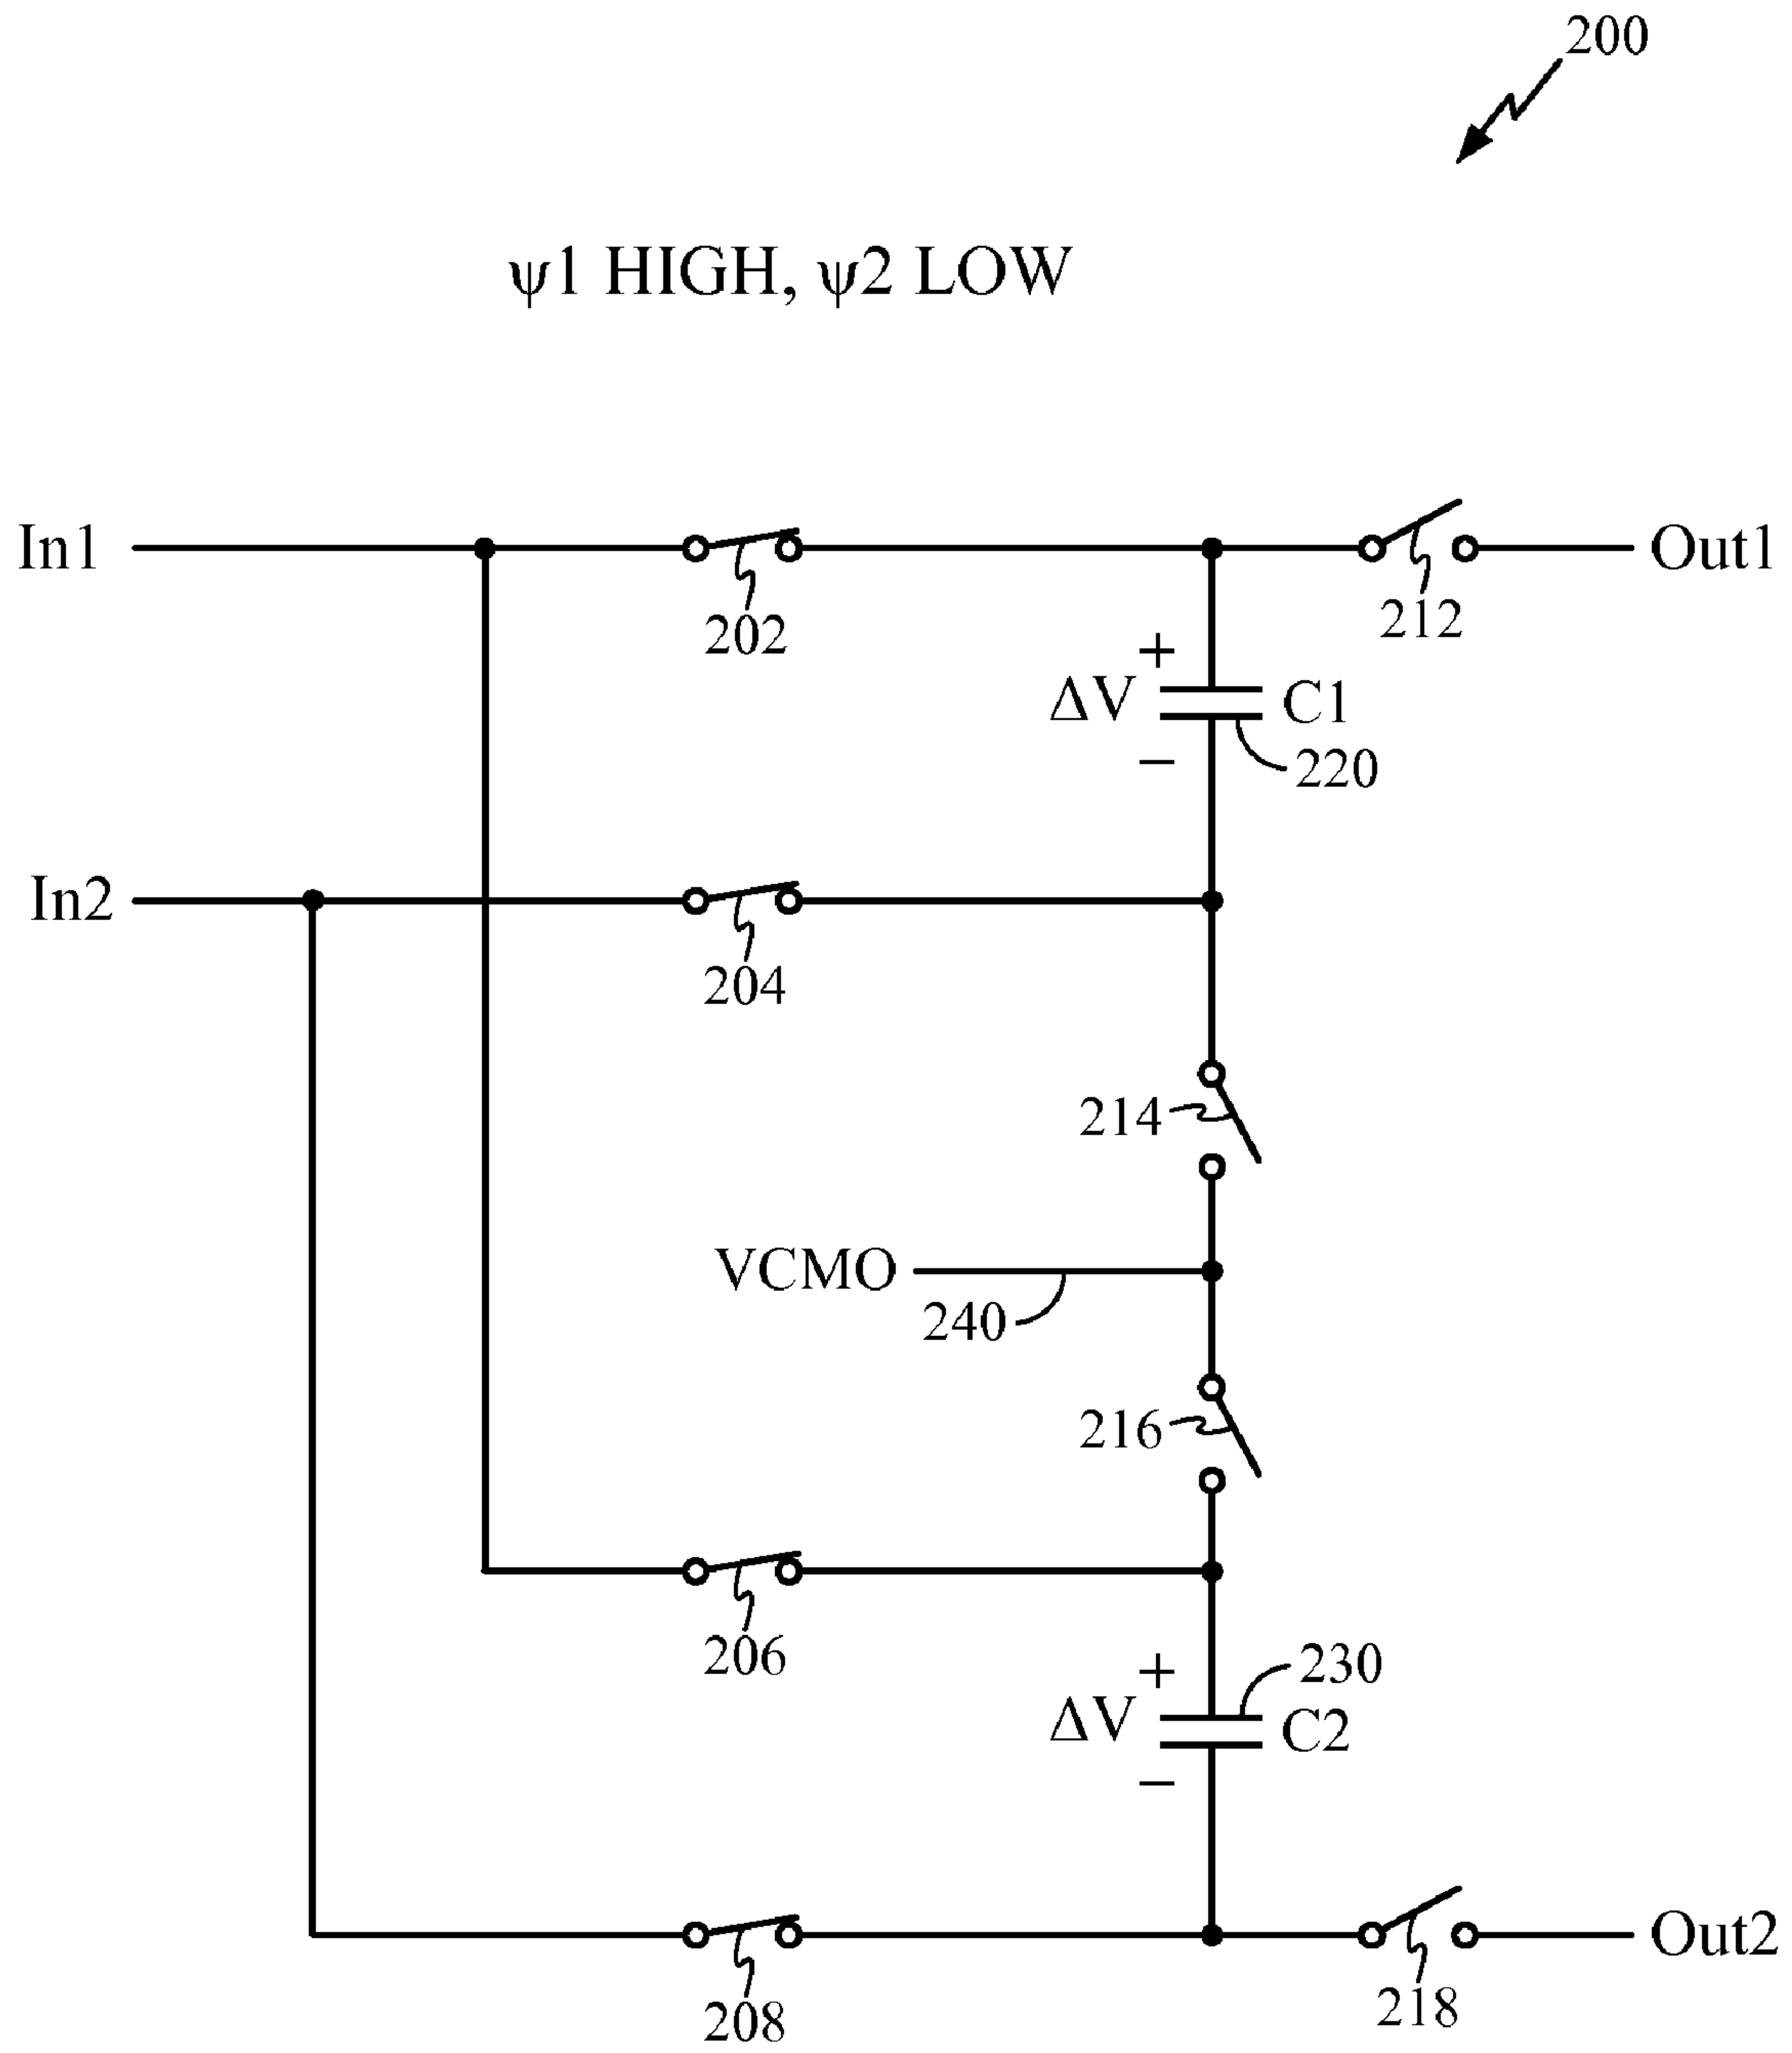 200
ψ1 HIGH, ψ2 LOW
In1
Out1
202
212
+
ΔV
C1
−
220
In2
204
214
VCMO
240
216
206
230
+
ΔV
C2
−
Out2
208
218